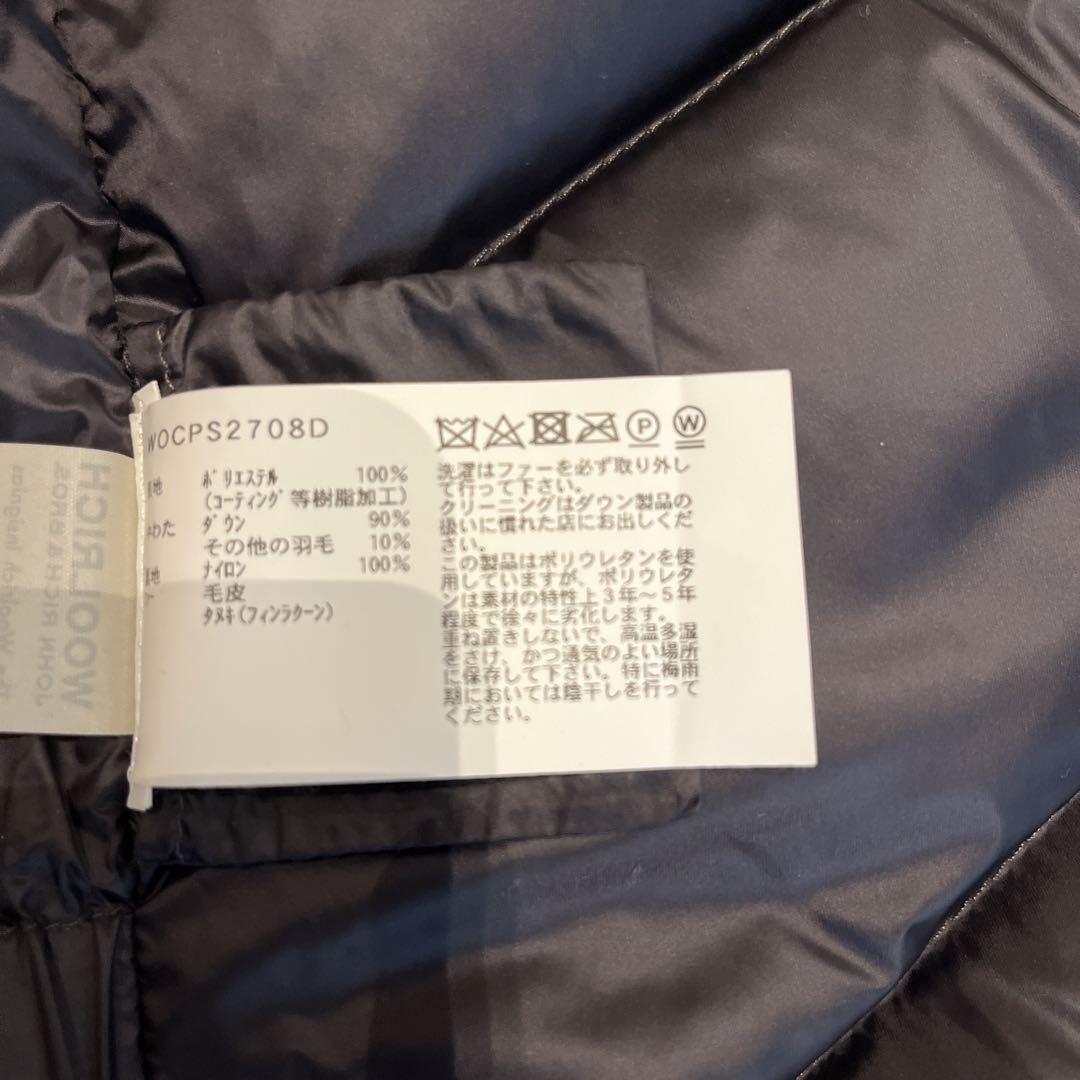 WOCPS2708D
地 ポリエステル 100%
(コーティング等樹脂加工)
わた ダウン 90%
その他の羽毛 10%
地 ナイロン 100%
毛皮
タヌキ(フィンラクーン)
P W
洗濯はファーを必ず取り外し
て行って下さい。
クリーニングはダウン製品の
扱いに慣れた店にお出しくだ
さい。
この製品はポリウレタンを使
用していますが、ポリウレタ
ンは素材の特性上3年～5年
程度で徐々に劣化します。
重ね置きしないで、高温多湿
をさけ、かつ通気のよい場所
に保存して下さい。特に梅雨
期においては陰干しを行って
ください。
WOOLRICH
JOHN RICH & BROS.
Woolrich